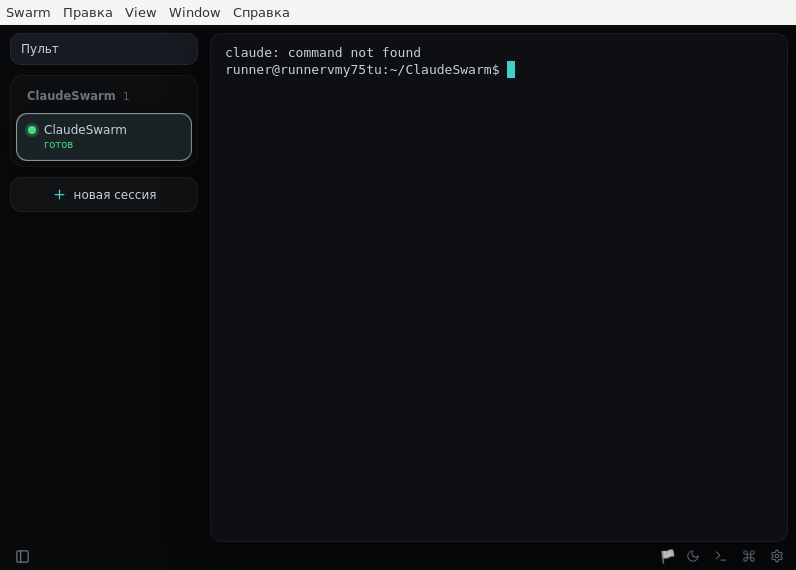 Swarm Правка View Window Справка
Пульт
ClaudeSwarm 1
ClaudeSwarm
готов
+ новая сессия
claude: command not found
runner@runnervmy75tu:~/ClaudeSwarm$